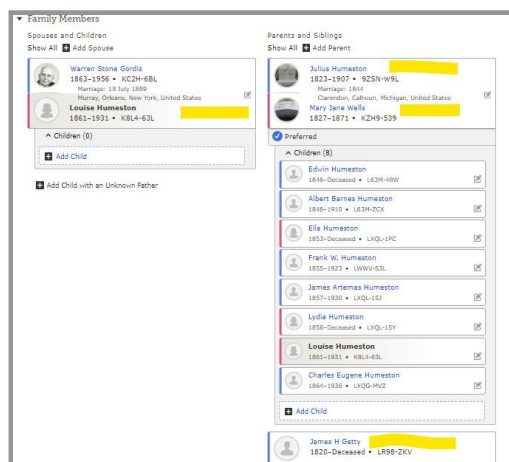 Family Members
Spouses and Children
Show All Add Spouse
Warren Stone Gordis
1863–1956 • KC2H-6BL
Marriage: 18 July 1889
Murray, Orleans, New York, United States
Louise Humeston
1861–1931 • K8L4-63L
Children (0)
Add Child
Add Child with an Unknown Father
Parents and Siblings
Show All Add Parent
Julius Humeston
1823–1907 • 9ZSN-W9L
Marriage: 1844
Clarendon, Calhoun, Michigan, United States
Mary Jane Wells
1827–1871 • KZH9-539
Preferred
Children (8)
Edwin Humeston
1846–Deceased • L63M-48W
Albert Barnes Humeston
1848–1910 • L63M-ZCK
Ella Humeston
1853–Deceased • LXQL-1PC
Frank W. Humeston
1855–1923 • LWWV-S3L
James Artemas Humeston
1857–1930 • LXQL-1S3
Lydia Humeston
1858–Deceased • LXQL-15Y
Louise Humeston
1861–1931 • K8L4-63L
Charles Eugene Humeston
1864–1936 • LXQG-MVZ
Add Child
James H Getty
1820–Deceased • LR98-ZKV